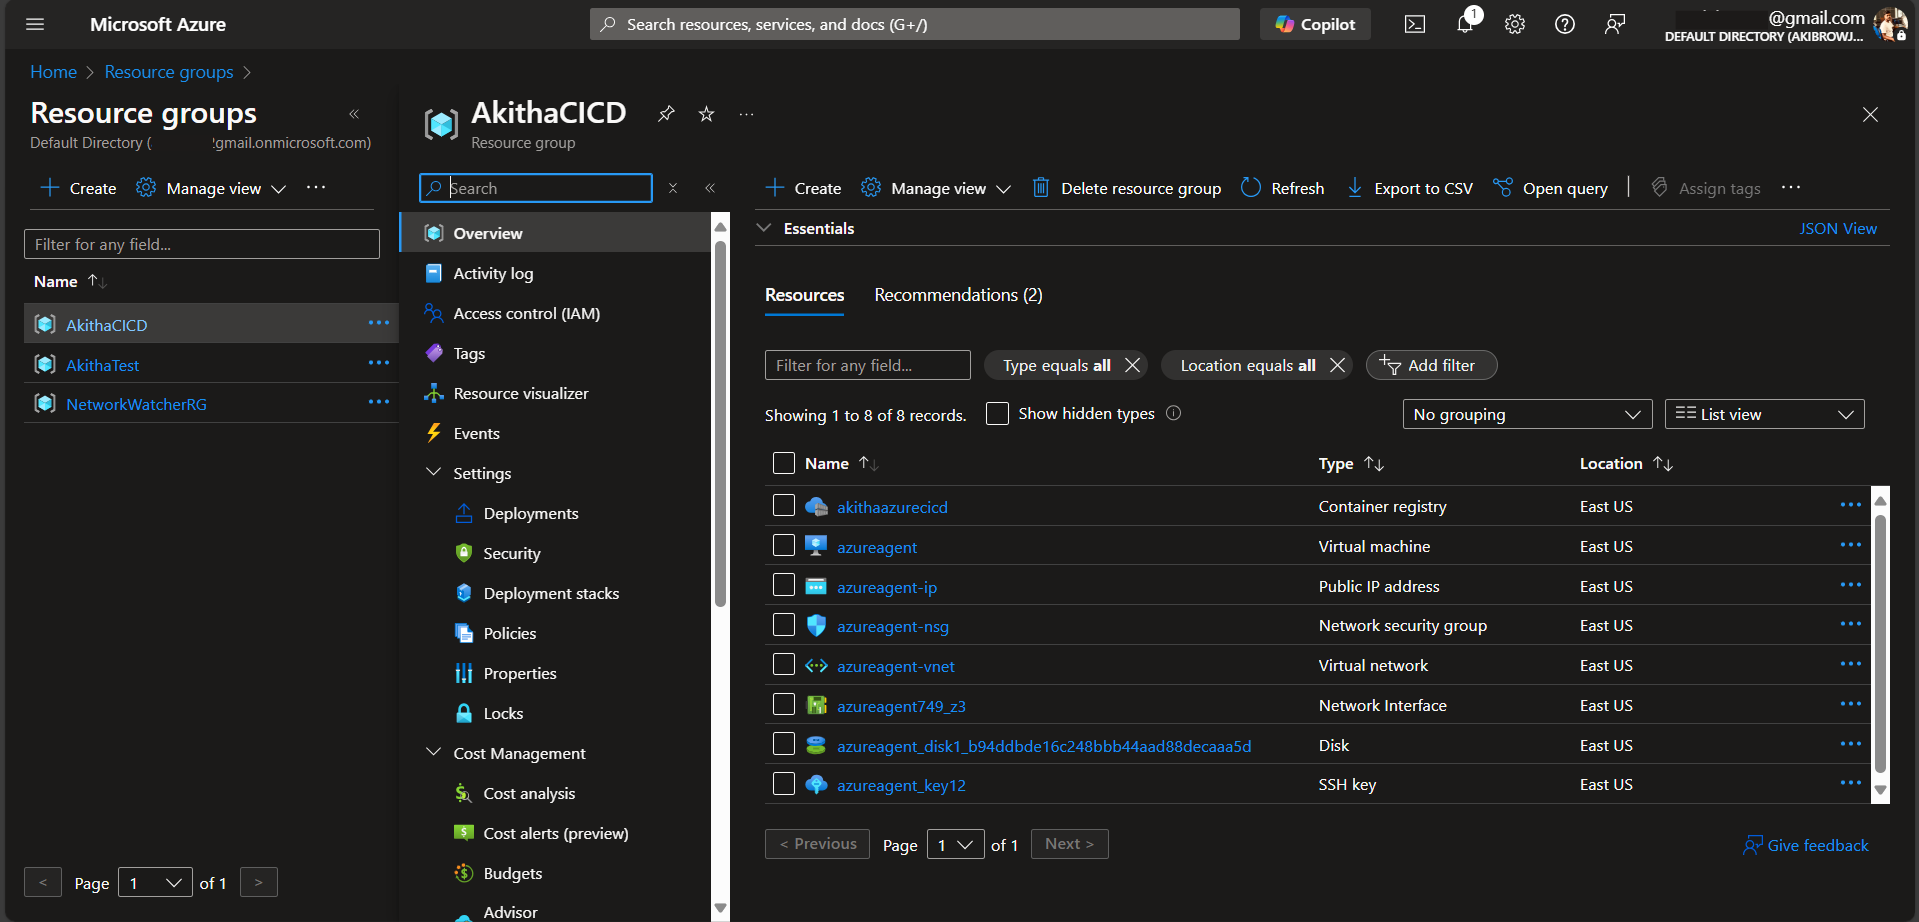 Microsoft Azure
Search resources, services, and docs (G+/)
Copilot
1
@gmail.com
DEFAULT DIRECTORY (AKIBROWJ...
Home > Resource groups >
Resource groups
Default Directory ( gmail.onmicrosoft.com)
Create
Manage view
Filter for any field...
Name
AkithaCICD
AkithaTest
NetworkWatcherRG
< Page 1 of 1 >
AkithaCICD
Resource group
Search
Overview
Activity log
Access control (IAM)
Tags
Resource visualizer
Events
Settings
Deployments
Security
Deployment stacks
Policies
Properties
Locks
Cost Management
Cost analysis
Cost alerts (preview)
Budgets
Advisor
Create Manage view Delete resource group Refresh Export to CSV Open query Assign tags
Essentials JSON View
Resources Recommendations (2)
Filter for any field... Type equals all Location equals all Add filter
Showing 1 to 8 of 8 records. Show hidden types No grouping List view
Name Type Location
akithaazurecicd Container registry East US
azureagent Virtual machine East US
azureagent-ip Public IP address East US
azureagent-nsg Network security group East US
azureagent-vnet Virtual network East US
azureagent749_z3 Network Interface East US
azureagent_disk1_b94ddbde16c248bbb44aad88decaaa5d Disk East US
azureagent_key12 SSH key East US
< Previous Page 1 of 1 Next > Give feedback